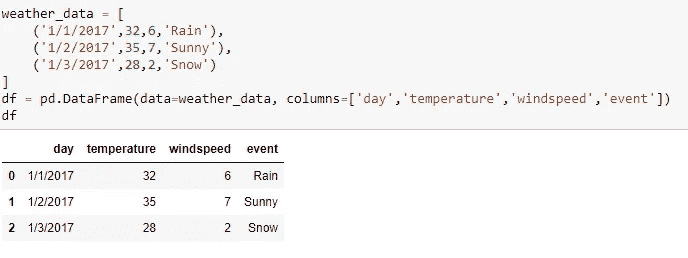 weather_data = [
    ('1/1/2017',32,6,'Rain'),
    ('1/2/2017',35,7,'Sunny'),
    ('1/3/2017',28,2,'Snow')
]
df = pd.DataFrame(data=weather_data, columns=['day','temperature','windspeed','event'])
df
day temperature windspeed event
0 1/1/2017 32 6 Rain
1 1/2/2017 35 7 Sunny
2 1/3/2017 28 2 Snow